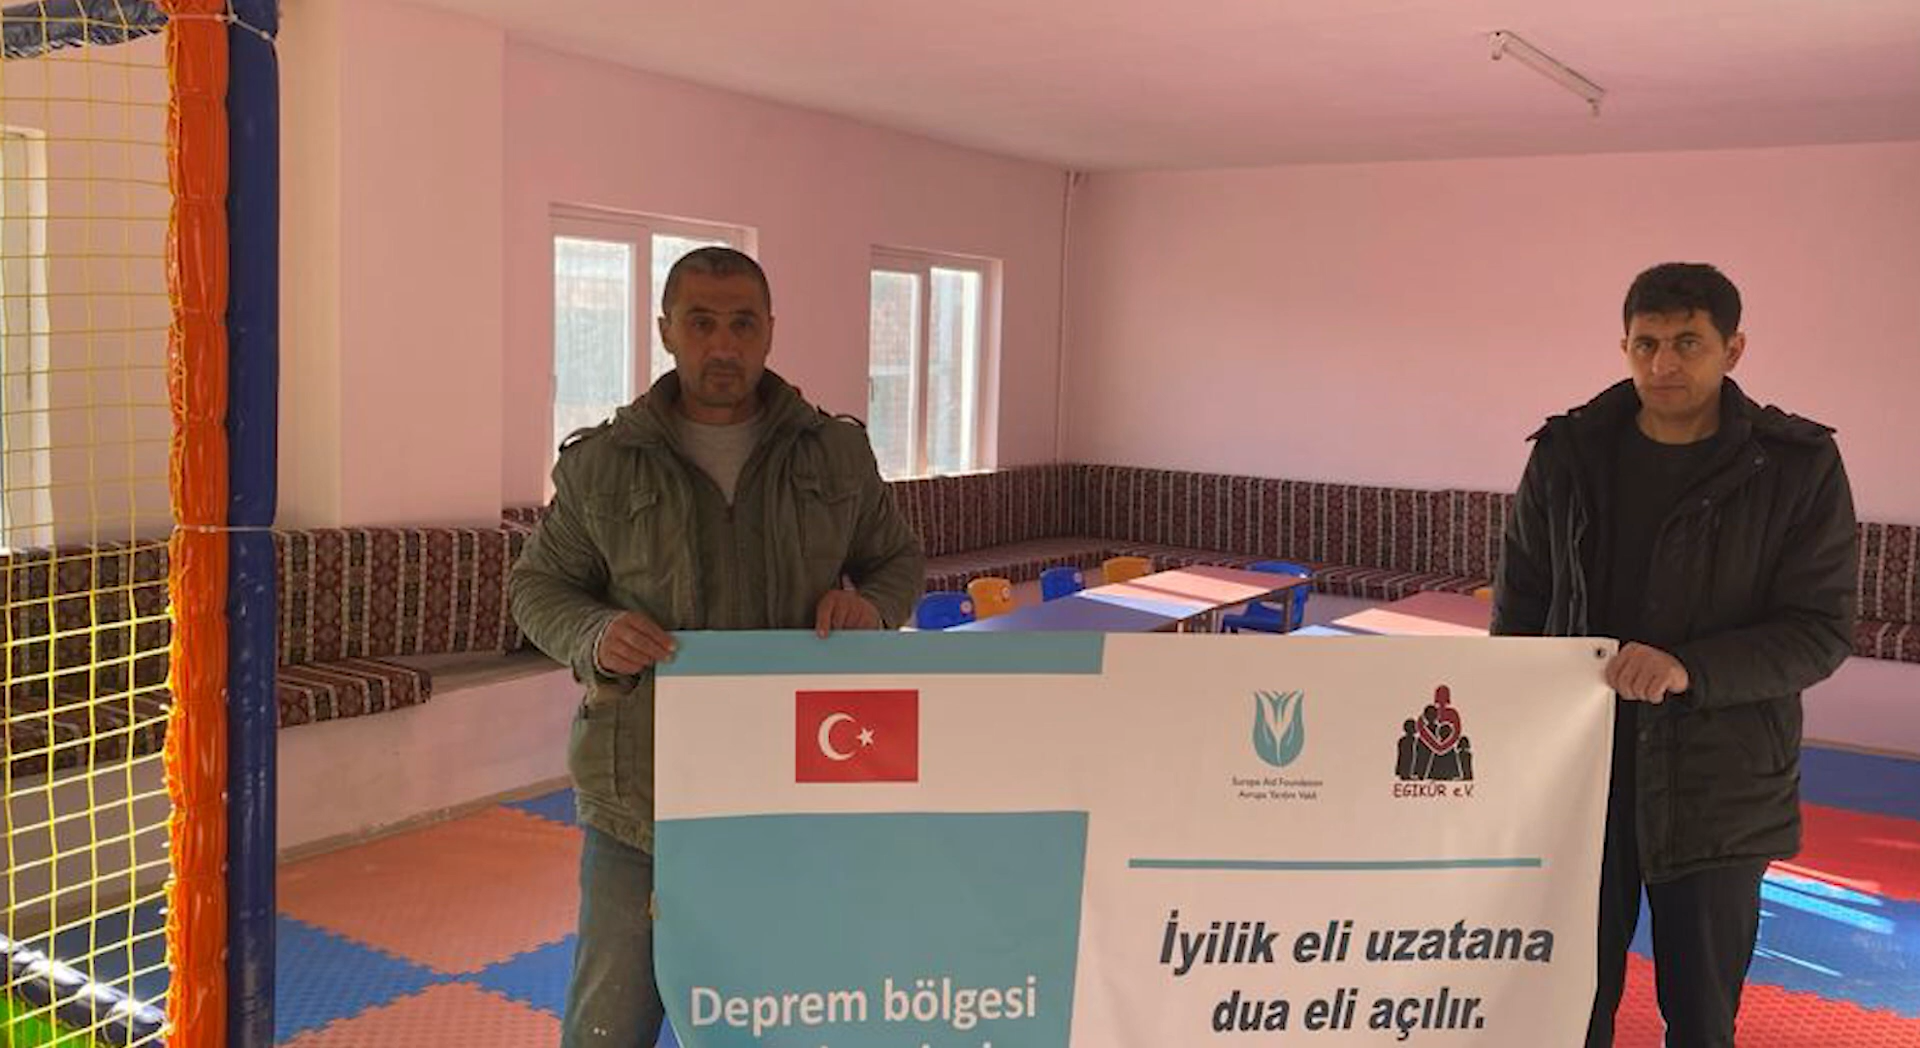 Europe Aid Foundation
Avrupa Yardım Vakfı
EGIKÜR e.V.
İyilik eli uzatana
dua eli açılır.
Deprem bölgesi